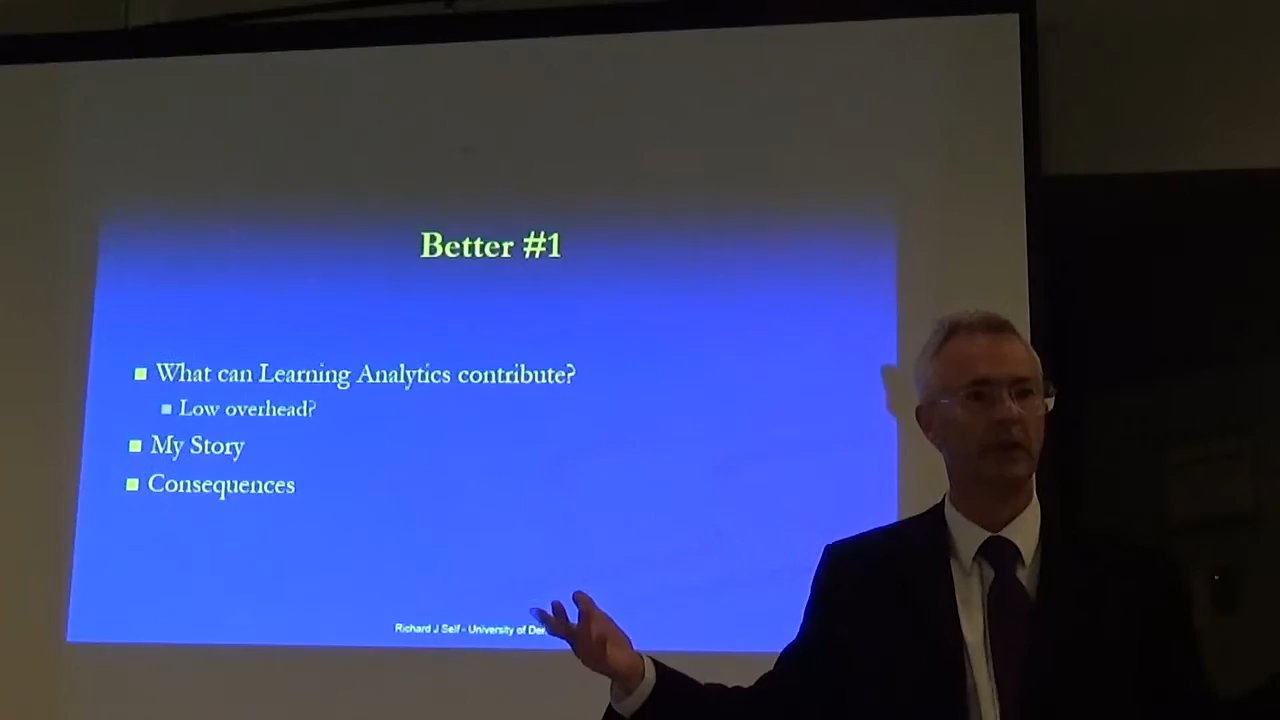 Better #1
What can Learning Analytics contribute?
Low overhead?
My Story
Consequences
Richard J Self - University of